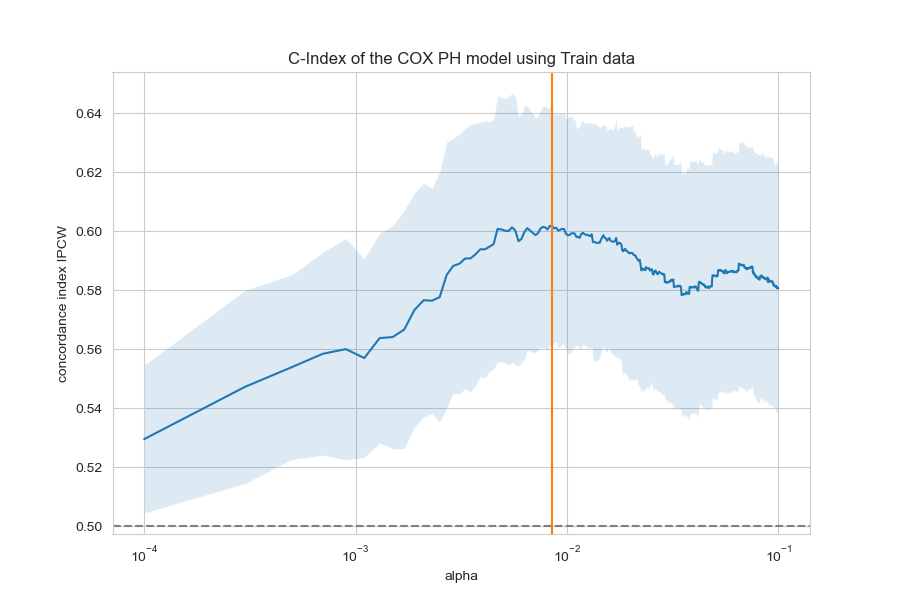 C-Index of the COX PH model using Train data
concordance index IPCW
0.64
0.62
0.60
0.58
0.56
0.54
0.52
0.50
10⁻⁴ 10⁻³ 10⁻² 10⁻¹
alpha